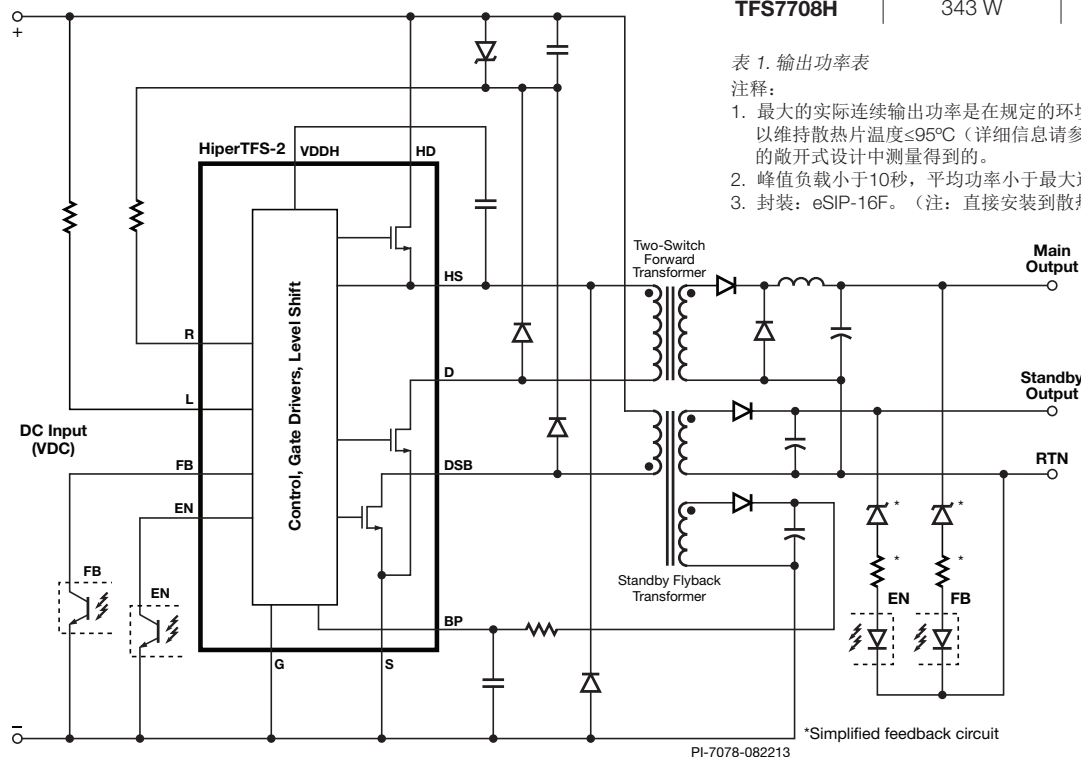 TFS7708H 343 W
表 1. 输出功率表
注释：
1. 最大的实际连续输出功率是在规定的环境
以维持散热片温度≤95ºC（详细信息请参
的敞开式设计中测量得到的。
2. 峰值负载小于10秒，平均功率小于最大
3. 封装：eSIP-16F。（注：直接安装到散
+
HiperTFS-2
VDDH
HD
Control, Gate Drivers, Level Shift
HS
R
D
L
DC Input
(VDC)
FB
DSB
EN
FB
EN
BP
G
S
Two-Switch
Forward
Transformer
Main
Output
Standby
Output
RTN
*
*
*
*
Standby Flyback
Transformer
EN
FB
–
*Simplified feedback circuit
PI-7078-082213